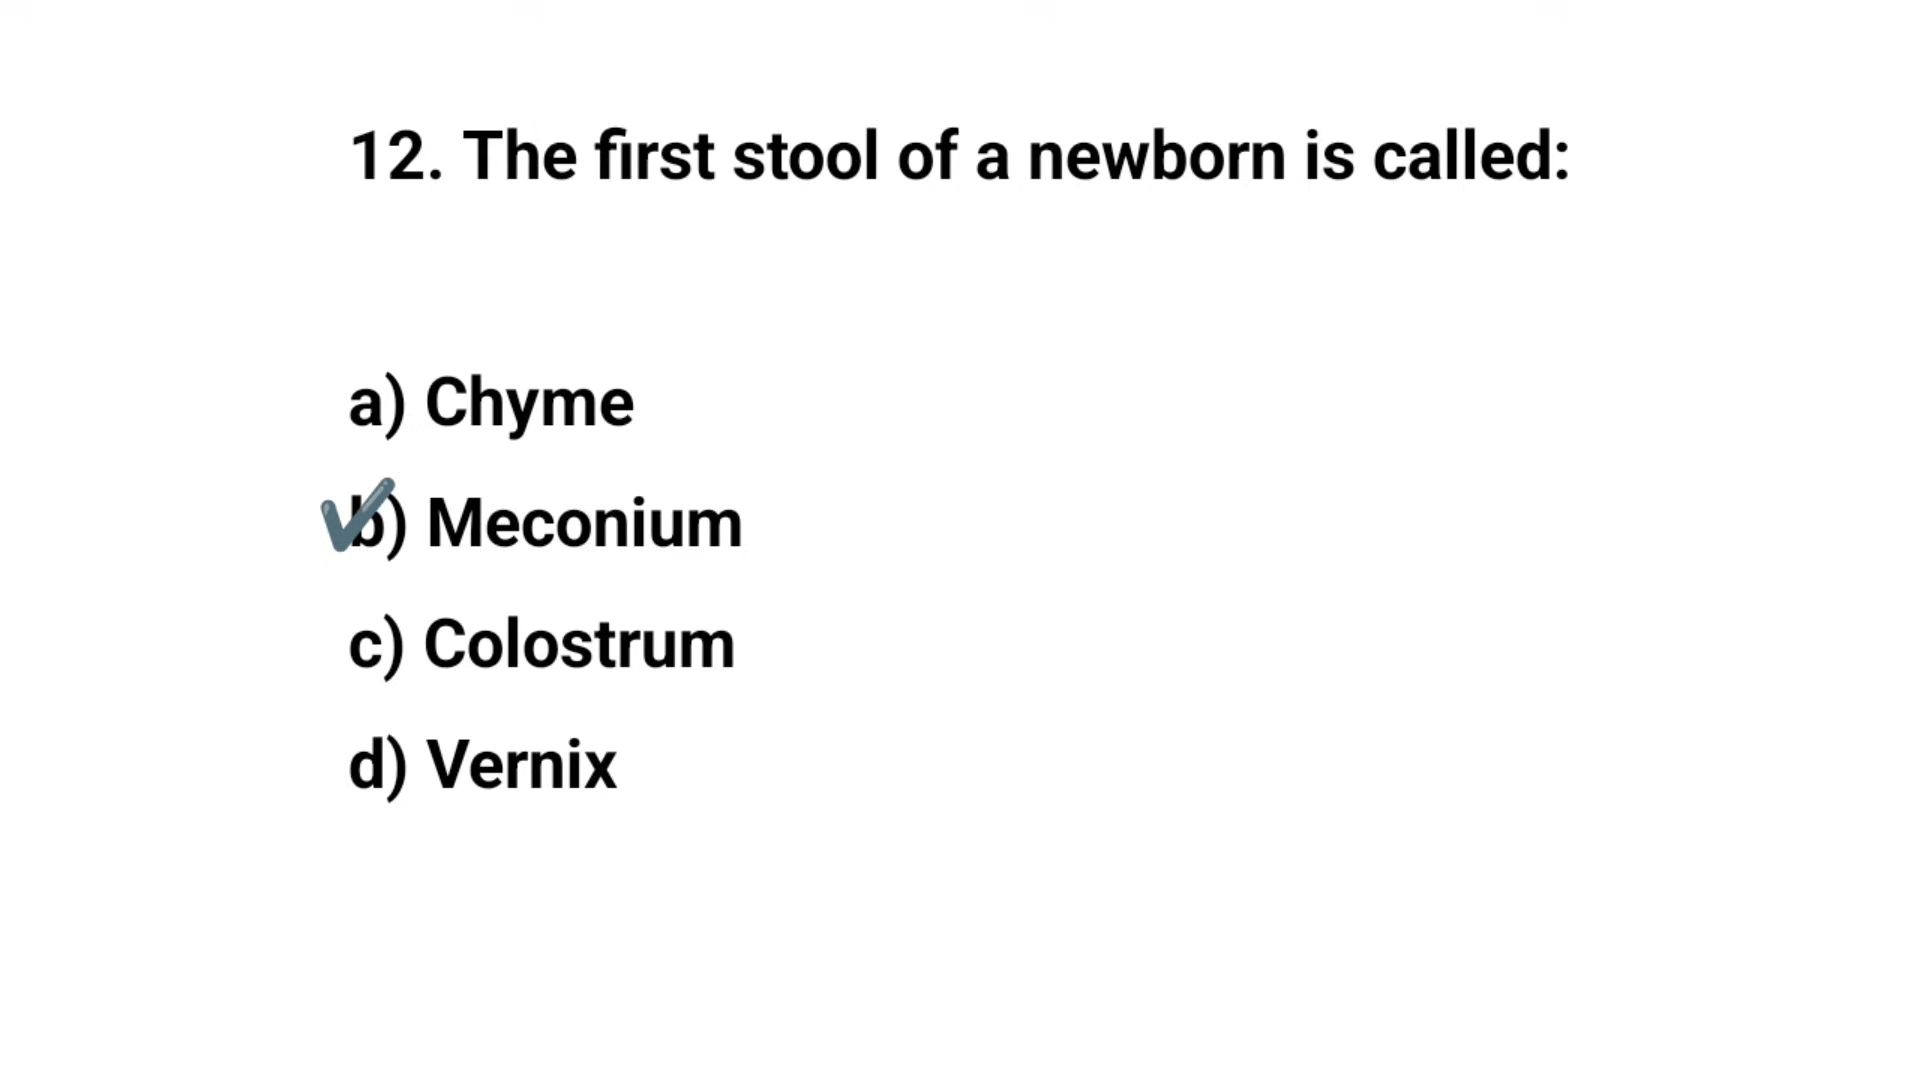 12. The first stool of a newborn is called:
a) Chyme
b) Meconium
c) Colostrum
d) Vernix